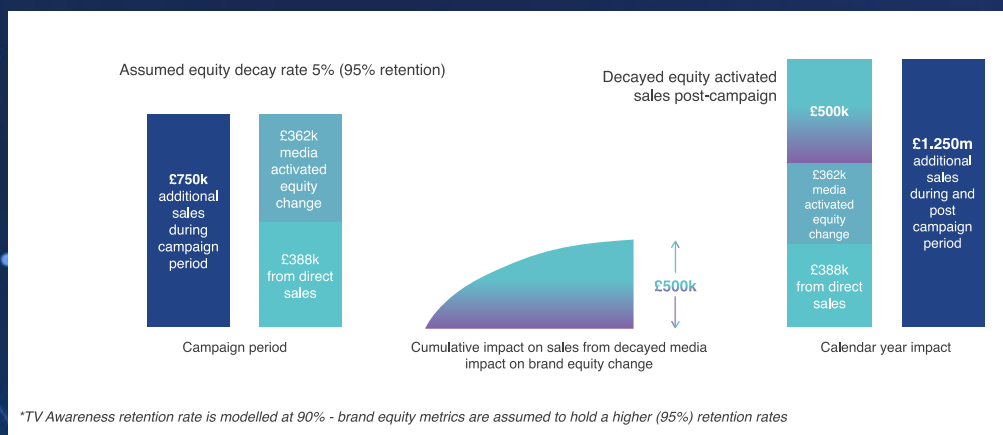 Assumed equity decay rate 5% (95% retention)
£750k
additional
sales
during
campaign
period
£362k
media
activated
equity
change
£388k
from direct
sales
Campaign period
£500k
Cumulative impact on sales from decayed media
impact on brand equity change
Decayed equity activated
sales post-campaign
£500k
£362k
media
activated
equity
change
£388k
from direct
sales
£1.250m
additional
sales
during and
post
campaign
period
Calendar year impact
*TV Awareness retention rate is modelled at 90% - brand equity metrics are assumed to hold a higher (95%) retention rates